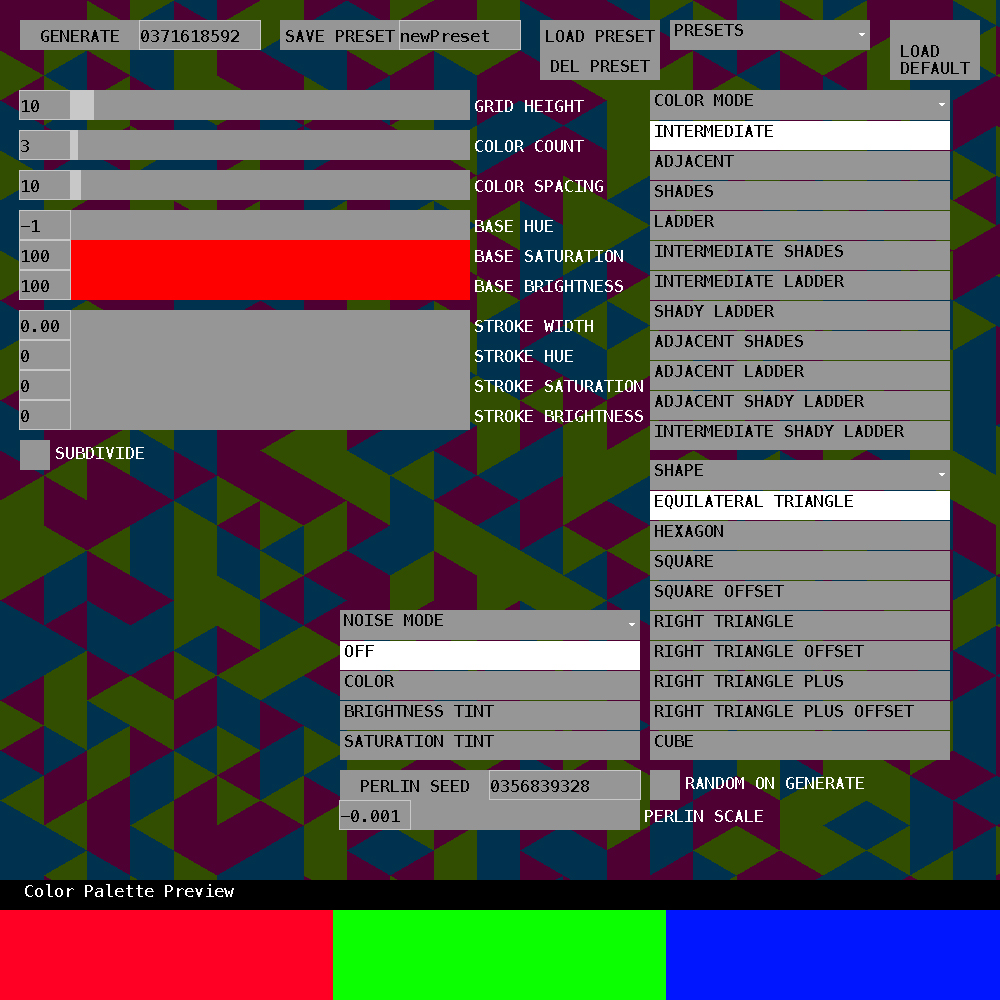 GENERATE 0371618592 SAVE PRESET newPreset LOAD PRESET PRESETS
DEL PRESET LOAD
DEFAULT
10 GRID HEIGHT
3 COLOR COUNT
10 COLOR SPACING
-1 BASE HUE
100 BASE SATURATION
100 BASE BRIGHTNESS
0.00 STROKE WIDTH
0 STROKE HUE
0 STROKE SATURATION
0 STROKE BRIGHTNESS
SUBDIVIDE
COLOR MODE
INTERMEDIATE
ADJACENT
SHADES
LADDER
INTERMEDIATE SHADES
INTERMEDIATE LADDER
SHADY LADDER
ADJACENT SHADES
ADJACENT LADDER
ADJACENT SHADY LADDER
INTERMEDIATE SHADY LADDER
SHAPE
EQUILATERAL TRIANGLE
HEXAGON
SQUARE
SQUARE OFFSET
RIGHT TRIANGLE
RIGHT TRIANGLE OFFSET
RIGHT TRIANGLE PLUS
RIGHT TRIANGLE PLUS OFFSET
CUBE
NOISE MODE
OFF
COLOR
BRIGHTNESS TINT
SATURATION TINT
PERLIN SEED 0356839328 RANDOM ON GENERATE
-0.001 PERLIN SCALE
Color Palette Preview